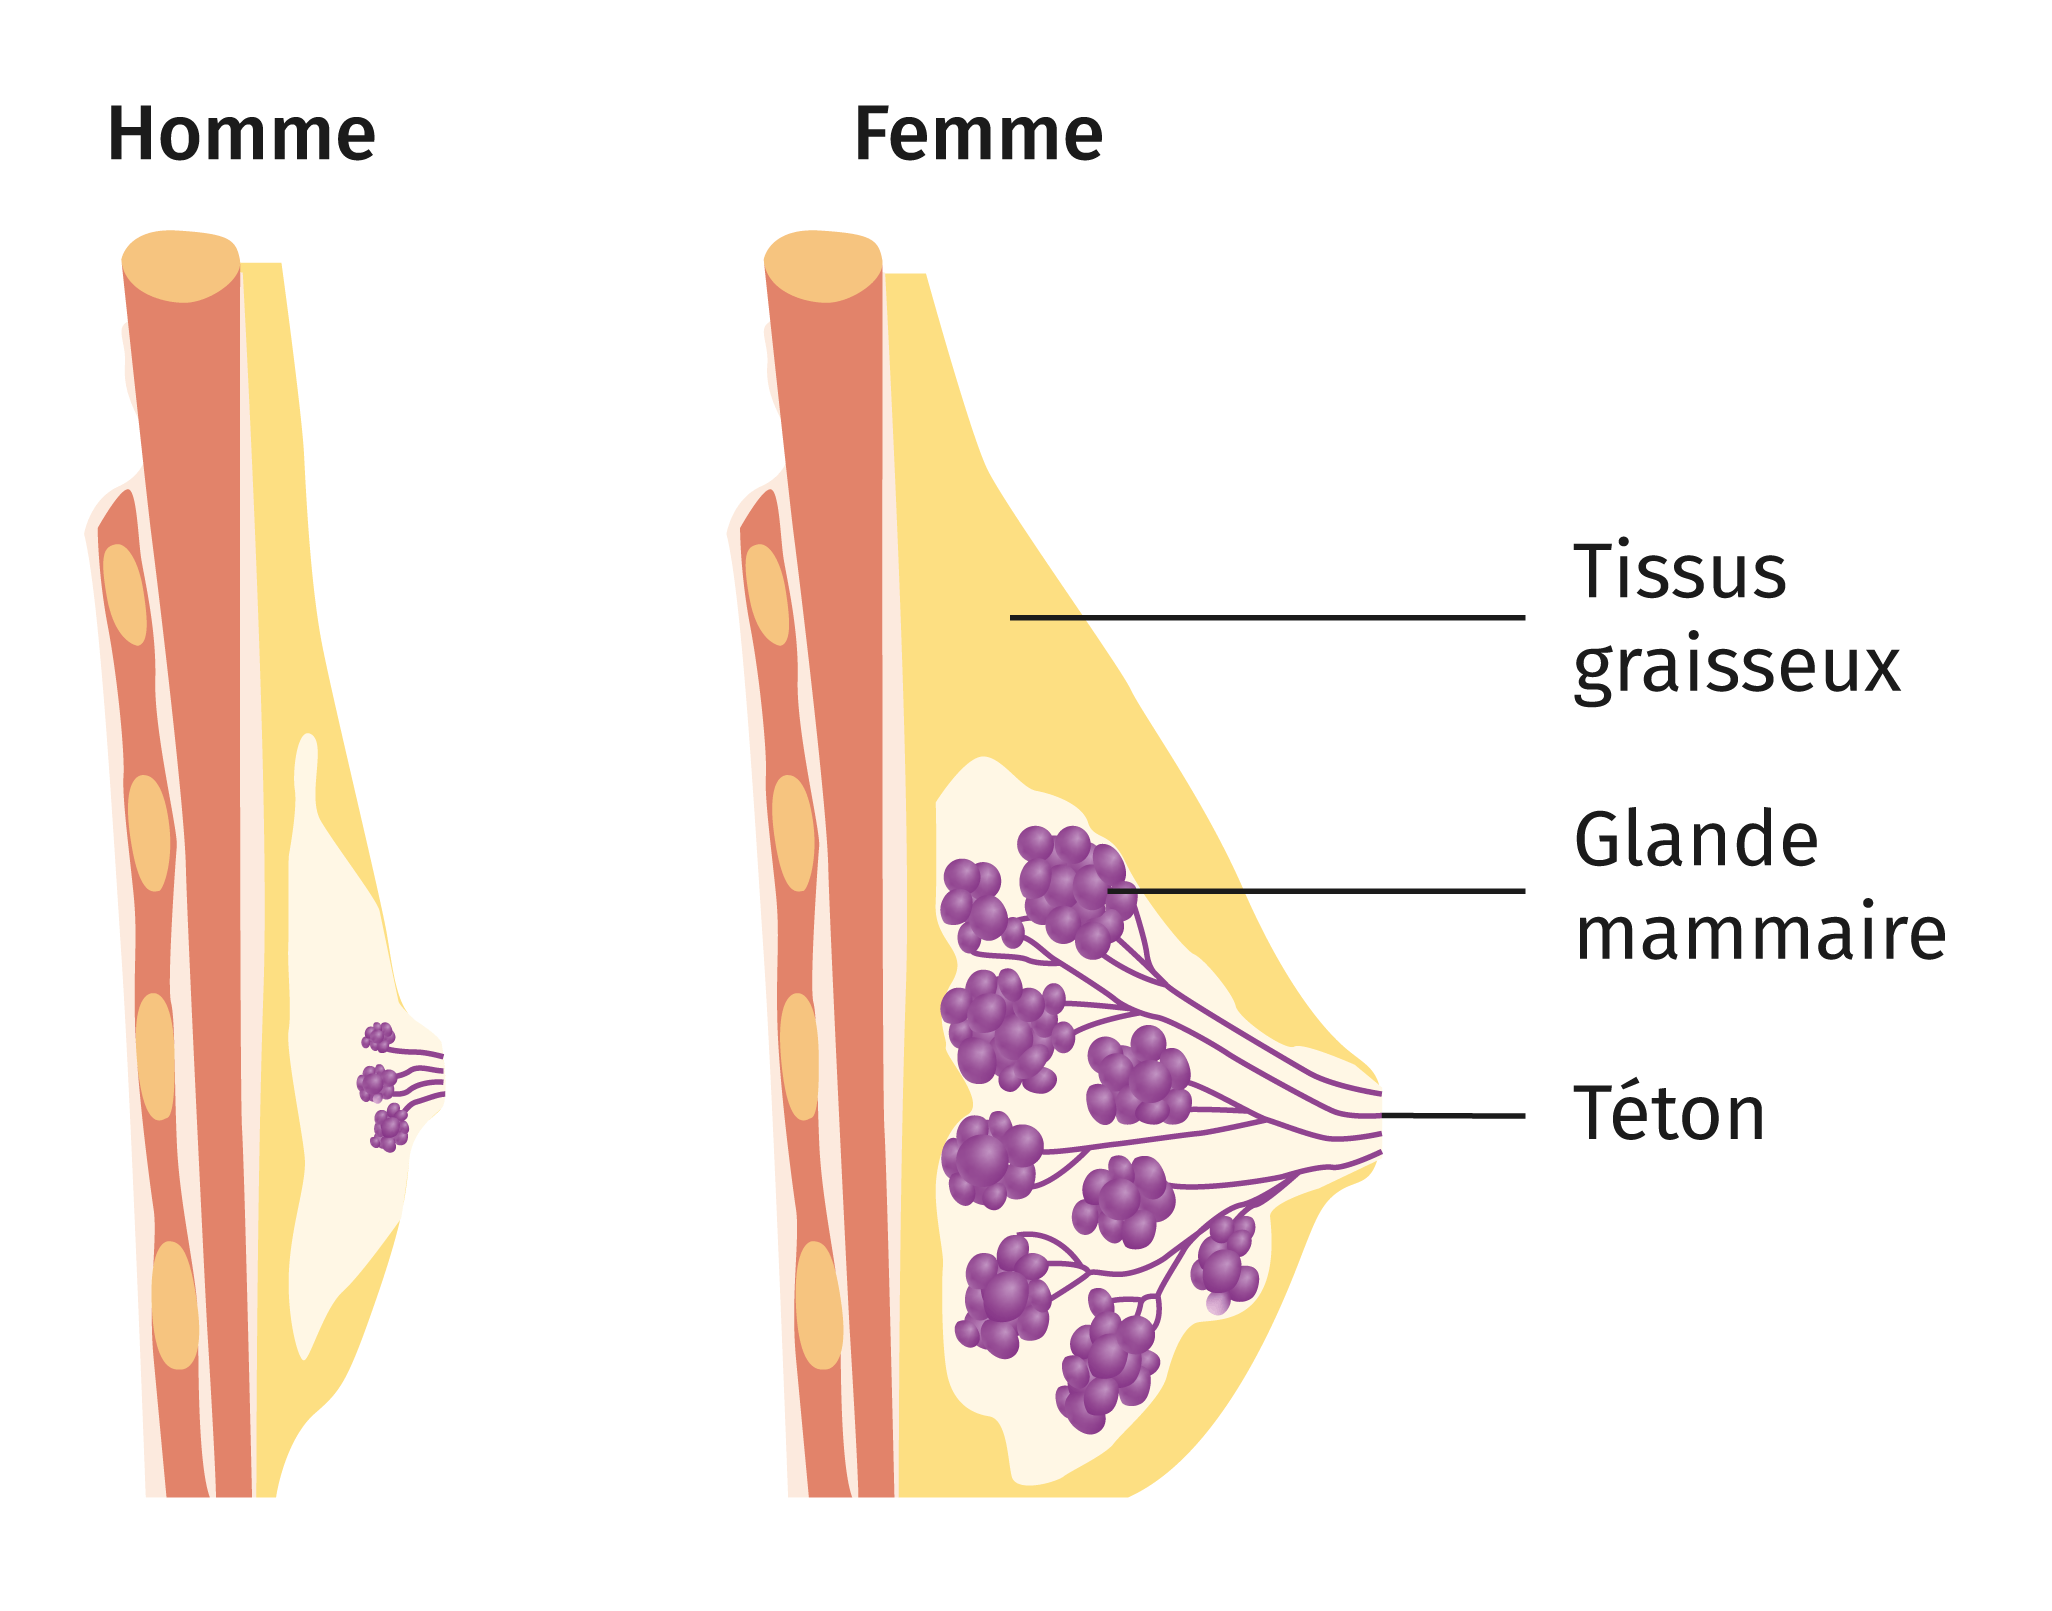 Homme
Femme
Tissus
graisseux
Glande
mammaire
Téton